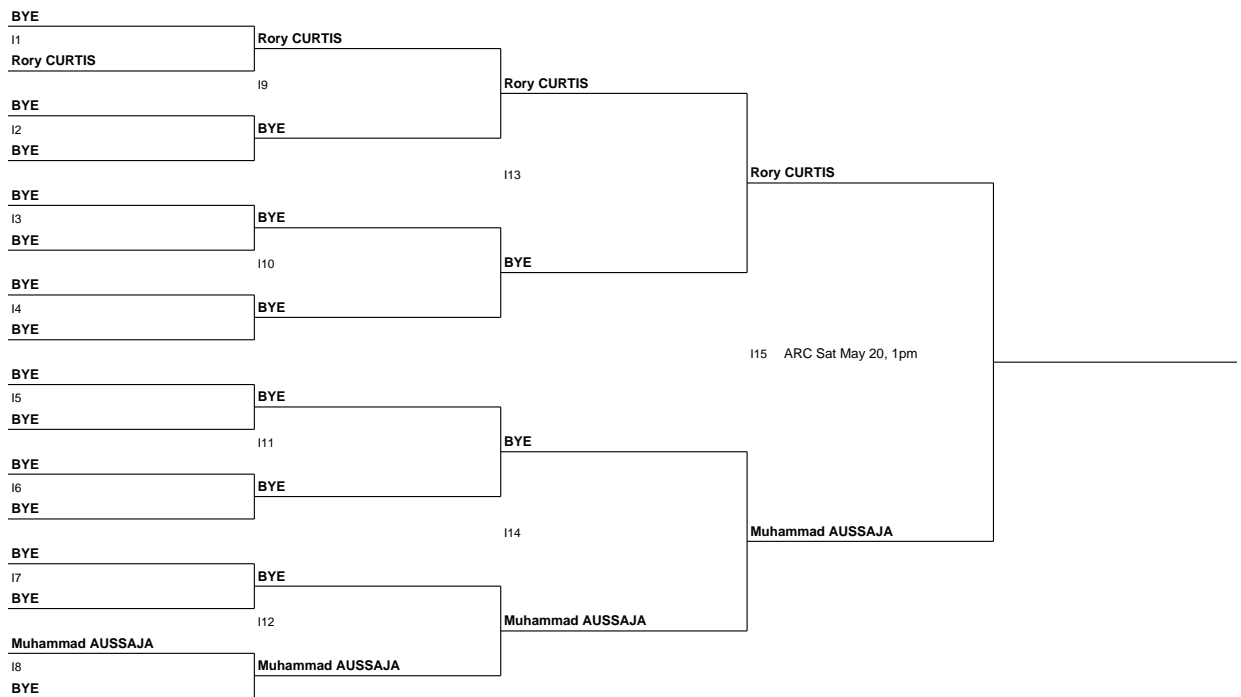 BYE
I1
Rory CURTIS
BYE
I2
BYE
BYE
I3
BYE
BYE
I4
BYE
BYE
I5
BYE
BYE
I6
BYE
BYE
I7
BYE
Muhammad AUSSAJA
I8
BYE
Rory CURTIS
I9
BYE
BYE
I10
BYE
BYE
I11
BYE
BYE
I12
Muhammad AUSSAJA
Rory CURTIS
I13
BYE
BYE
I14
Muhammad AUSSAJA
Rory CURTIS
I15 ARC Sat May 20, 1pm
Muhammad AUSSAJA